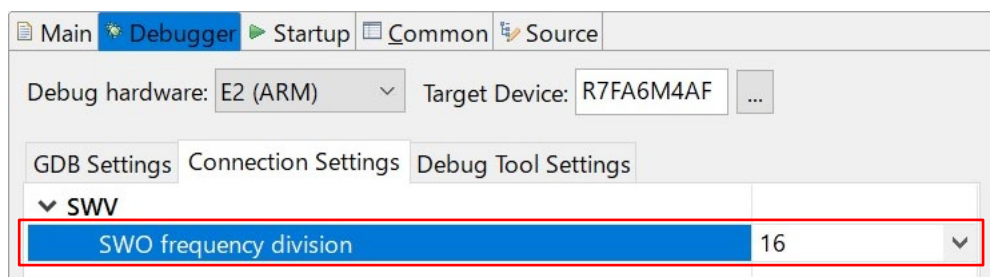 Main Debugger Startup Common Source
Debug hardware: E2 (ARM) Target Device: R7FA6M4AF ...
GDB Settings Connection Settings Debug Tool Settings
SWV
SWO frequency division 16